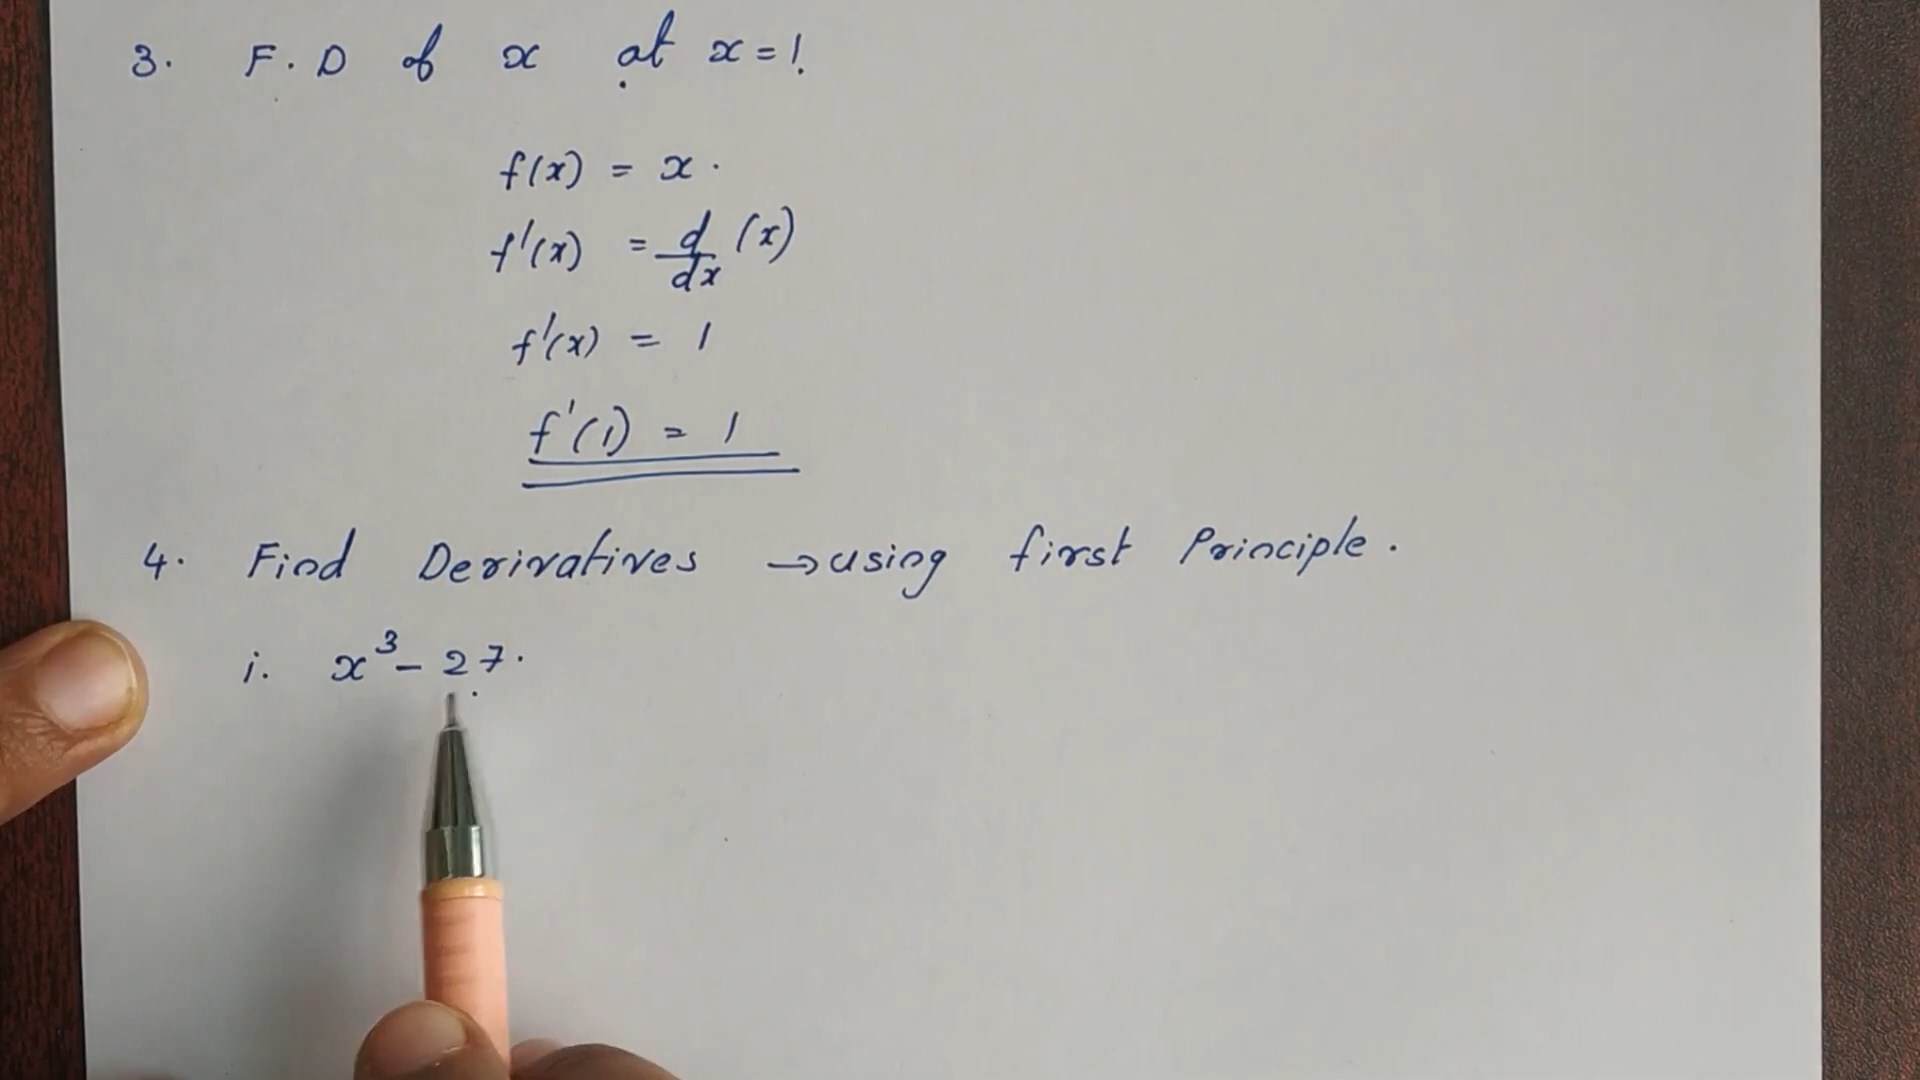 3. F.D of x at x=1.
f(x) = x.
f'(x) = d/dx (x)
f'(x) = 1
f'(1) = 1
4. Find Derivatives → using first Principle.
i. x³ - 27.